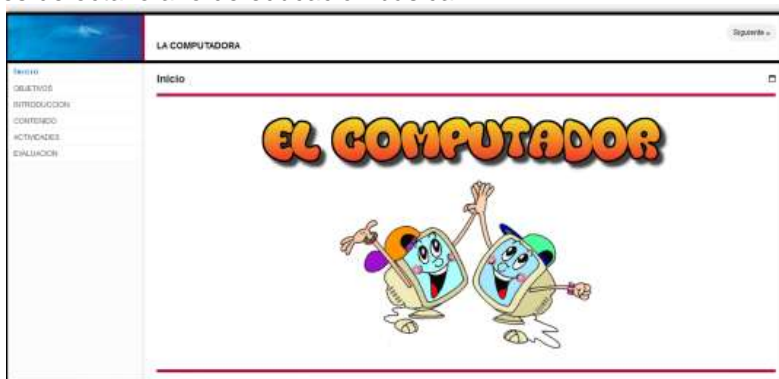 Siguiente »
LA COMPUTADORA
Inicio
OBJETIVOS
INTRODUCCION
CONTENIDO
ACTIVIDADES
EVALUACION
Inicio
EL COMPUTADOR